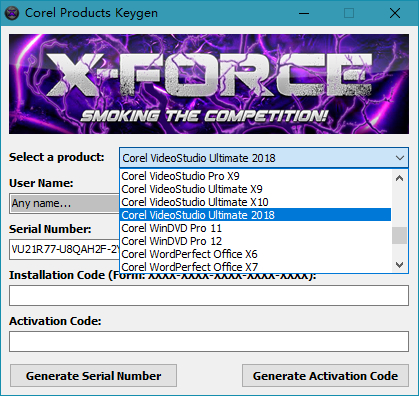 Corel Products Keygen
X-FORCE
SMOKING THE COMPETITION!
Select a product:
Corel VideoStudio Ultimate 2018
Corel VideoStudio Pro X9
Corel VideoStudio Ultimate X9
Corel VideoStudio Ultimate X10
Corel VideoStudio Ultimate 2018
Corel WinDVD Pro 11
Corel WinDVD Pro 12
Corel WordPerfect Office X6
Corel WordPerfect Office X7
User Name:
Any name...
Serial Number:
VU21R77-U8QAH2F-2
Installation Code (Form: XXXX-XXXX-XXXX-XXXX-XXXX):
Activation Code:
Generate Serial Number
Generate Activation Code